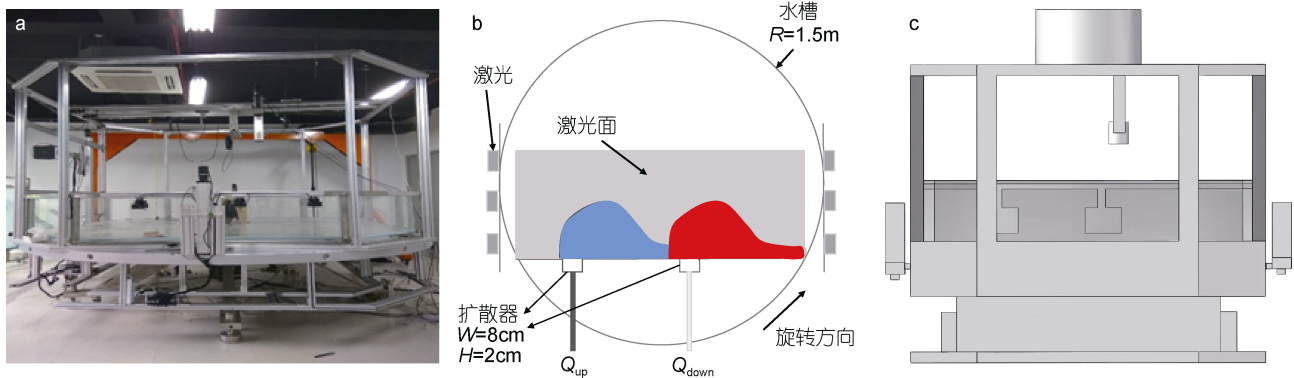 a
b
水槽
R=1.5m
c
激光
激光面
扩散器
W=8cm
H=2cm
旋转方向
Qup
Qdown